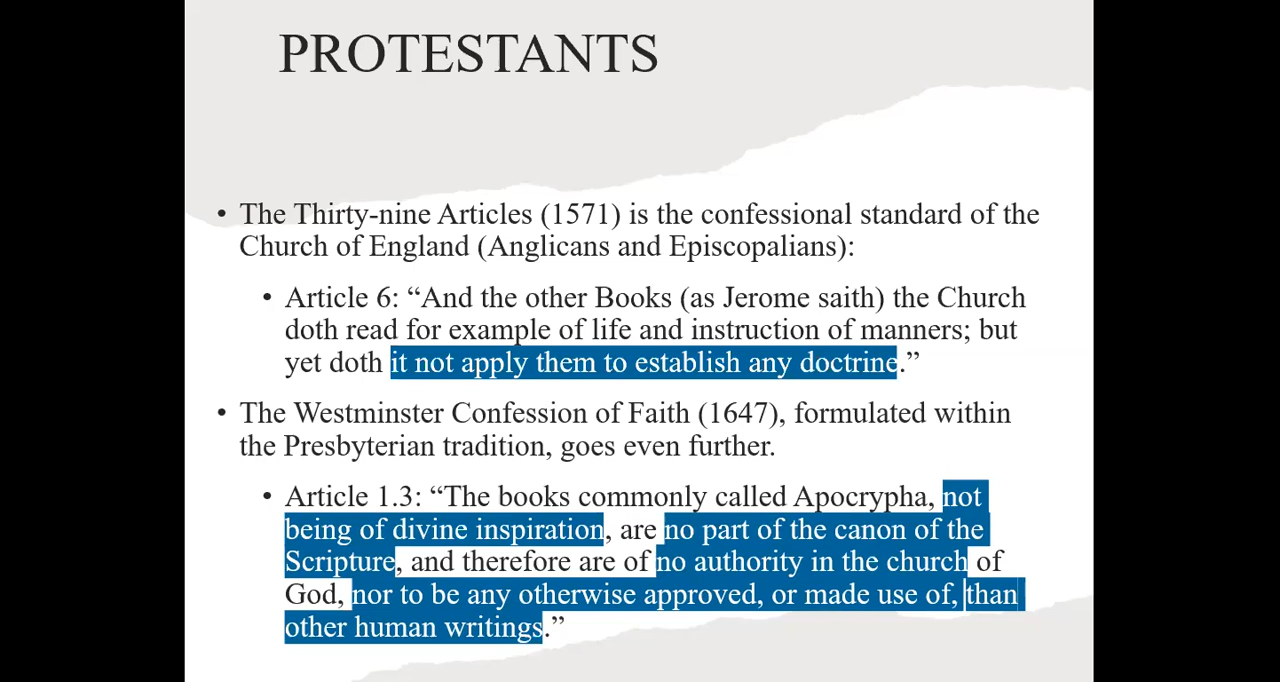 PROTESTANTS
• The Thirty-nine Articles (1571) is the confessional standard of the
Church of England (Anglicans and Episcopalians):
• Article 6: “And the other Books (as Jerome saith) the Church
doth read for example of life and instruction of manners; but
yet doth it not apply them to establish any doctrine.”
• The Westminster Confession of Faith (1647), formulated within
the Presbyterian tradition, goes even further.
• Article 1.3: “The books commonly called Apocrypha, not
being of divine inspiration, are no part of the canon of the
Scripture, and therefore are of no authority in the church of
God, nor to be any otherwise approved, or made use of, than
other human writings.”